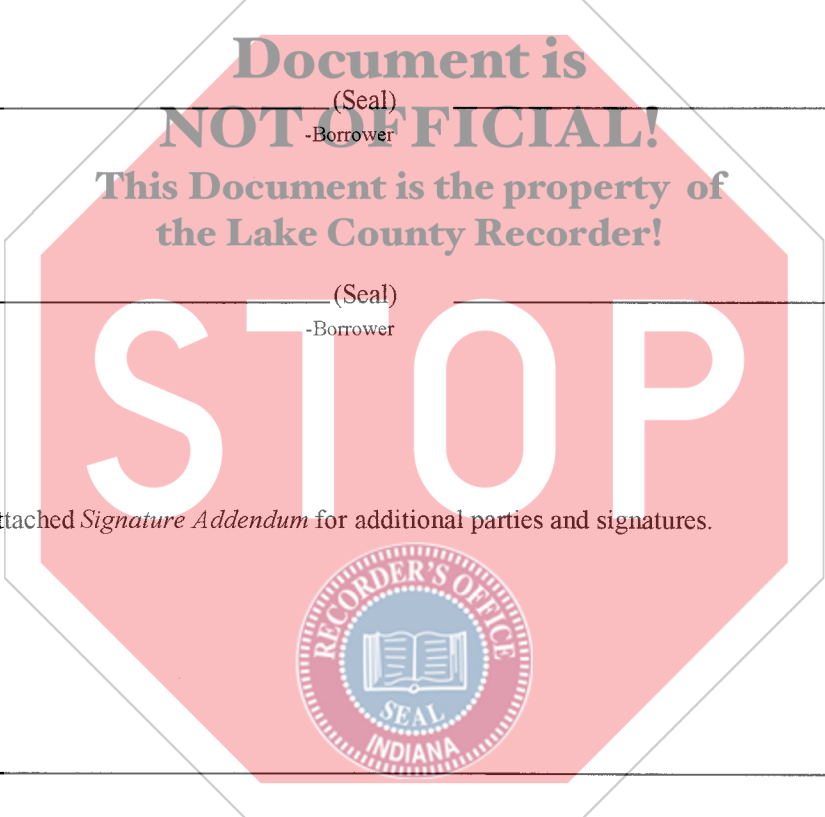 Document is
(Seal)
NOT OFFICIAL!
-Borrower
This Document is the property of
the Lake County Recorder!
(Seal)
-Borrower
STOP
ttached Signature Addendum for additional parties and signatures.
RECORDER'S OFFICE
SEAL
INDIANA